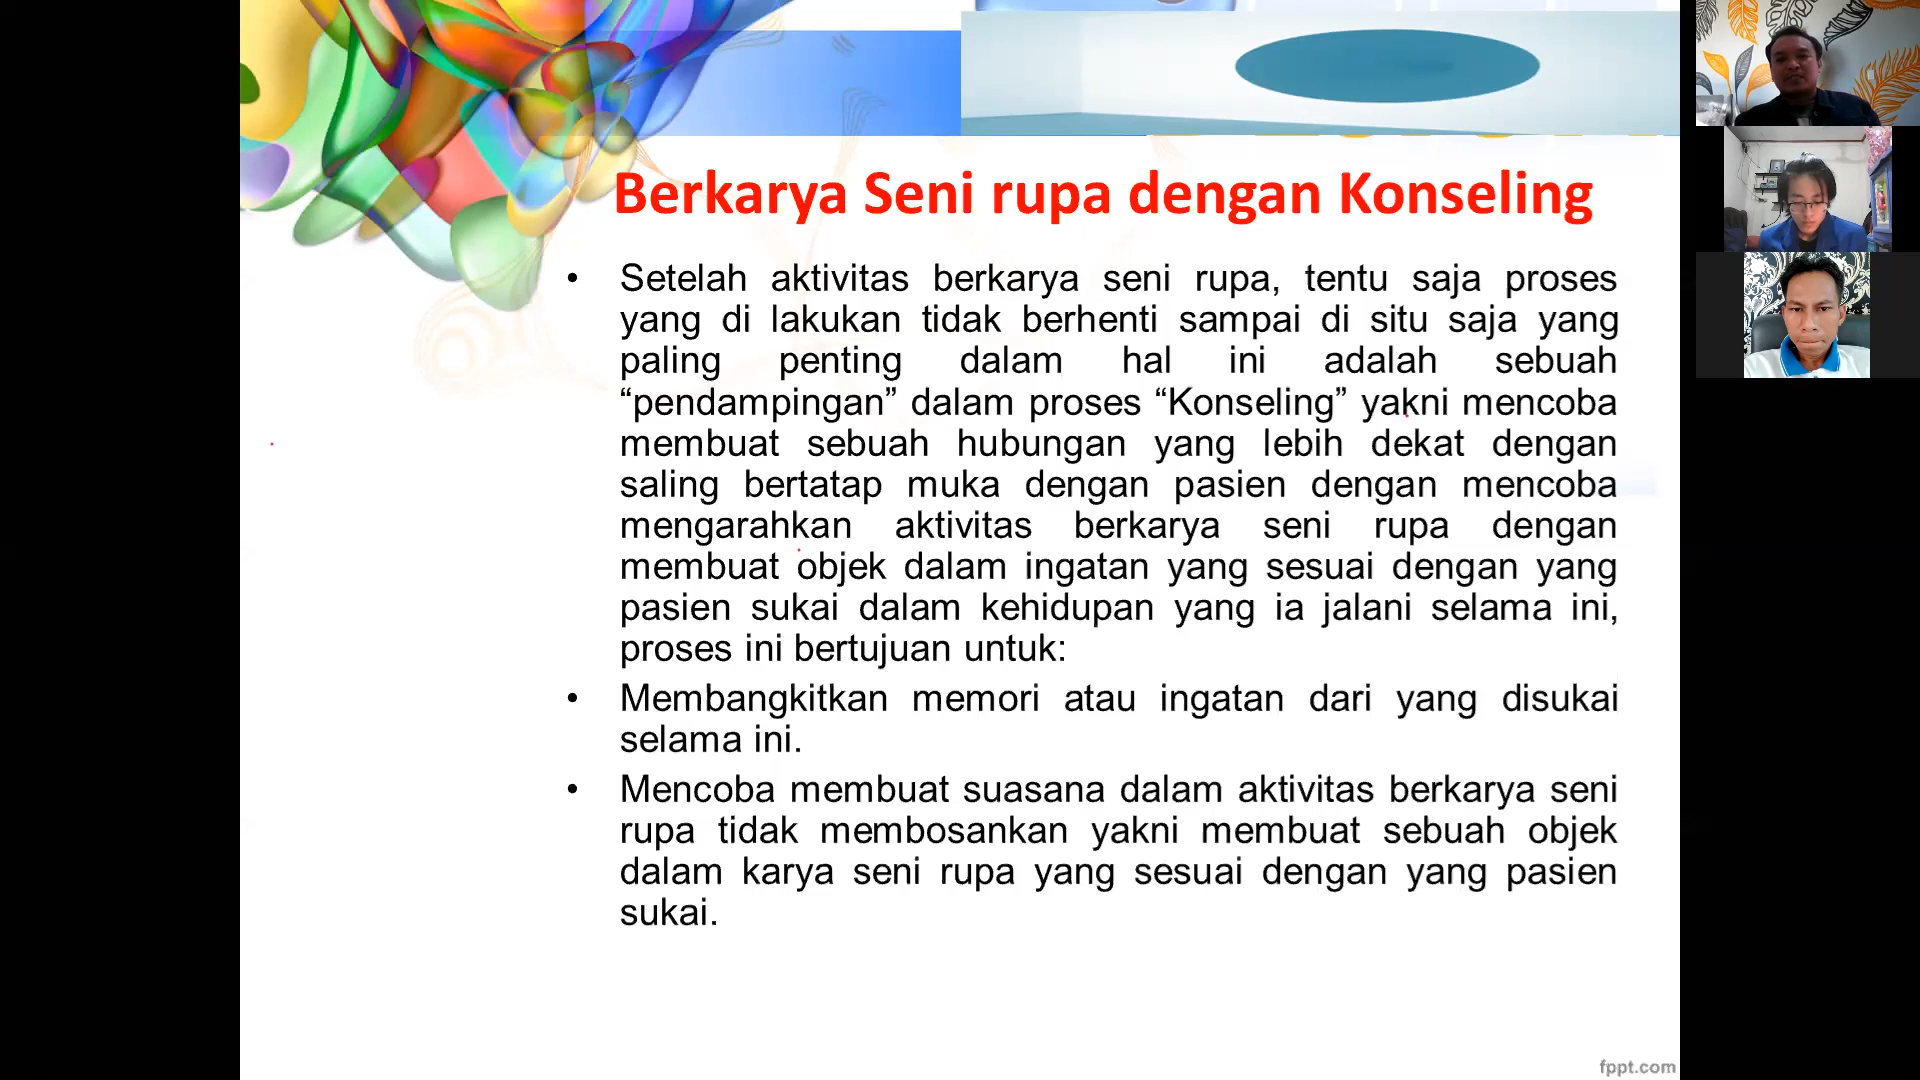 Berkarya Seni rupa dengan Konseling
• Setelah aktivitas berkarya seni rupa, tentu saja proses
yang di lakukan tidak berhenti sampai di situ saja yang
paling penting dalam hal ini adalah sebuah
“pendampingan” dalam proses “Konseling” yakni mencoba
membuat sebuah hubungan yang lebih dekat dengan
saling bertatap muka dengan pasien dengan mencoba
mengarahkan aktivitas berkarya seni rupa dengan
membuat objek dalam ingatan yang sesuai dengan yang
pasien sukai dalam kehidupan yang ia jalani selama ini,
proses ini bertujuan untuk:
• Membangkitkan memori atau ingatan dari yang disukai
selama ini.
• Mencoba membuat suasana dalam aktivitas berkarya seni
rupa tidak membosankan yakni membuat sebuah objek
dalam karya seni rupa yang sesuai dengan yang pasien
sukai.
fppt.com